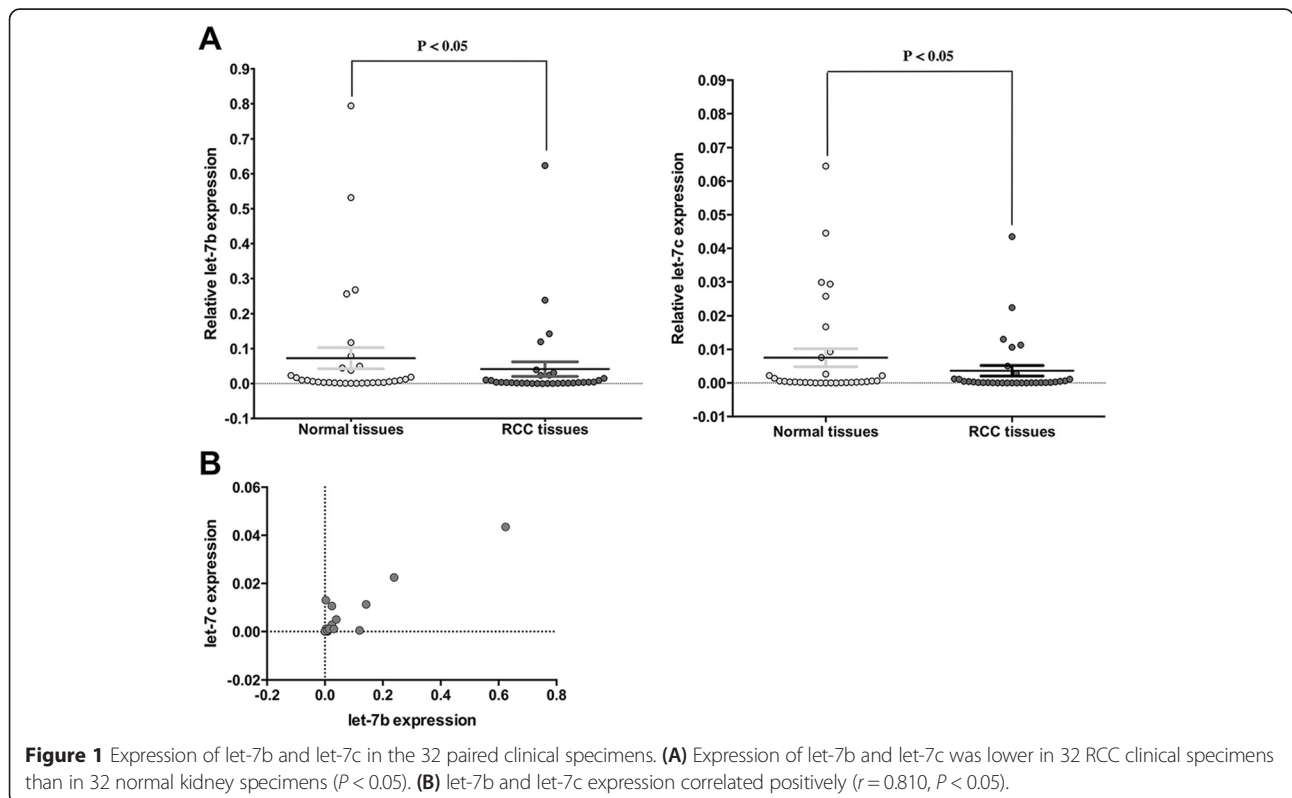 A
P < 0.05
0.9
0.8
0.7
0.6
0.5
0.4
0.3
0.2
0.1
0.0
-0.1
Relative let-7b expression
Normal tissues
RCC tissues
P < 0.05
0.09
0.08
0.07
0.06
0.05
0.04
0.03
0.02
0.01
0.00
-0.01
Relative let-7c expression
Normal tissues
RCC tissues
B
0.06
0.04
0.02
0.00
-0.02
let-7c expression
-0.2
0.0
0.2
0.4
0.6
0.8
let-7b expression
Figure 1 Expression of let-7b and let-7c in the 32 paired clinical specimens. (A) Expression of let-7b and let-7c was lower in 32 RCC clinical specimens
than in 32 normal kidney specimens (P < 0.05). (B) let-7b and let-7c expression correlated positively (r = 0.810, P < 0.05).